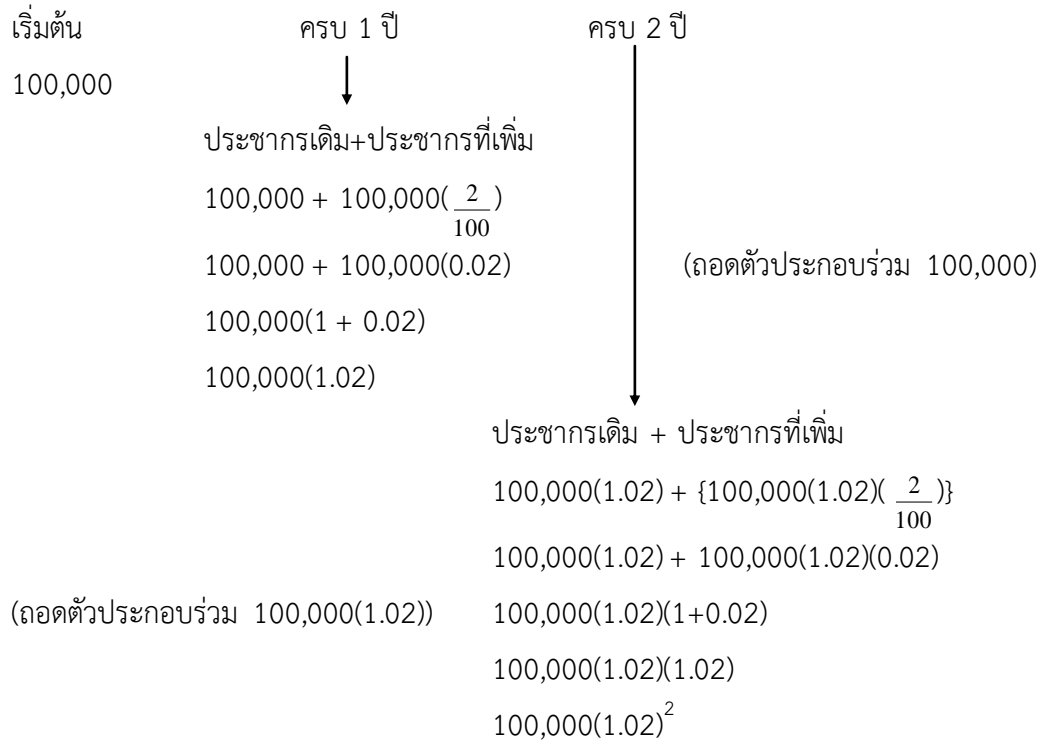 เริ่มต้น ครบ 1 ปี ครบ 2 ปี
100,000
ประชากรเดิม+ประชากรที่เพิ่ม
100,000 + 100,000(2/100)
100,000 + 100,000(0.02) (ถอดตัวประกอบร่วม 100,000)
100,000(1 + 0.02)
100,000(1.02)
ประชากรเดิม + ประชากรที่เพิ่ม
100,000(1.02) + {100,000(1.02)(2/100)}
100,000(1.02) + 100,000(1.02)(0.02)
(ถอดตัวประกอบร่วม 100,000(1.02)) 100,000(1.02)(1+0.02)
100,000(1.02)(1.02)
100,000(1.02)²